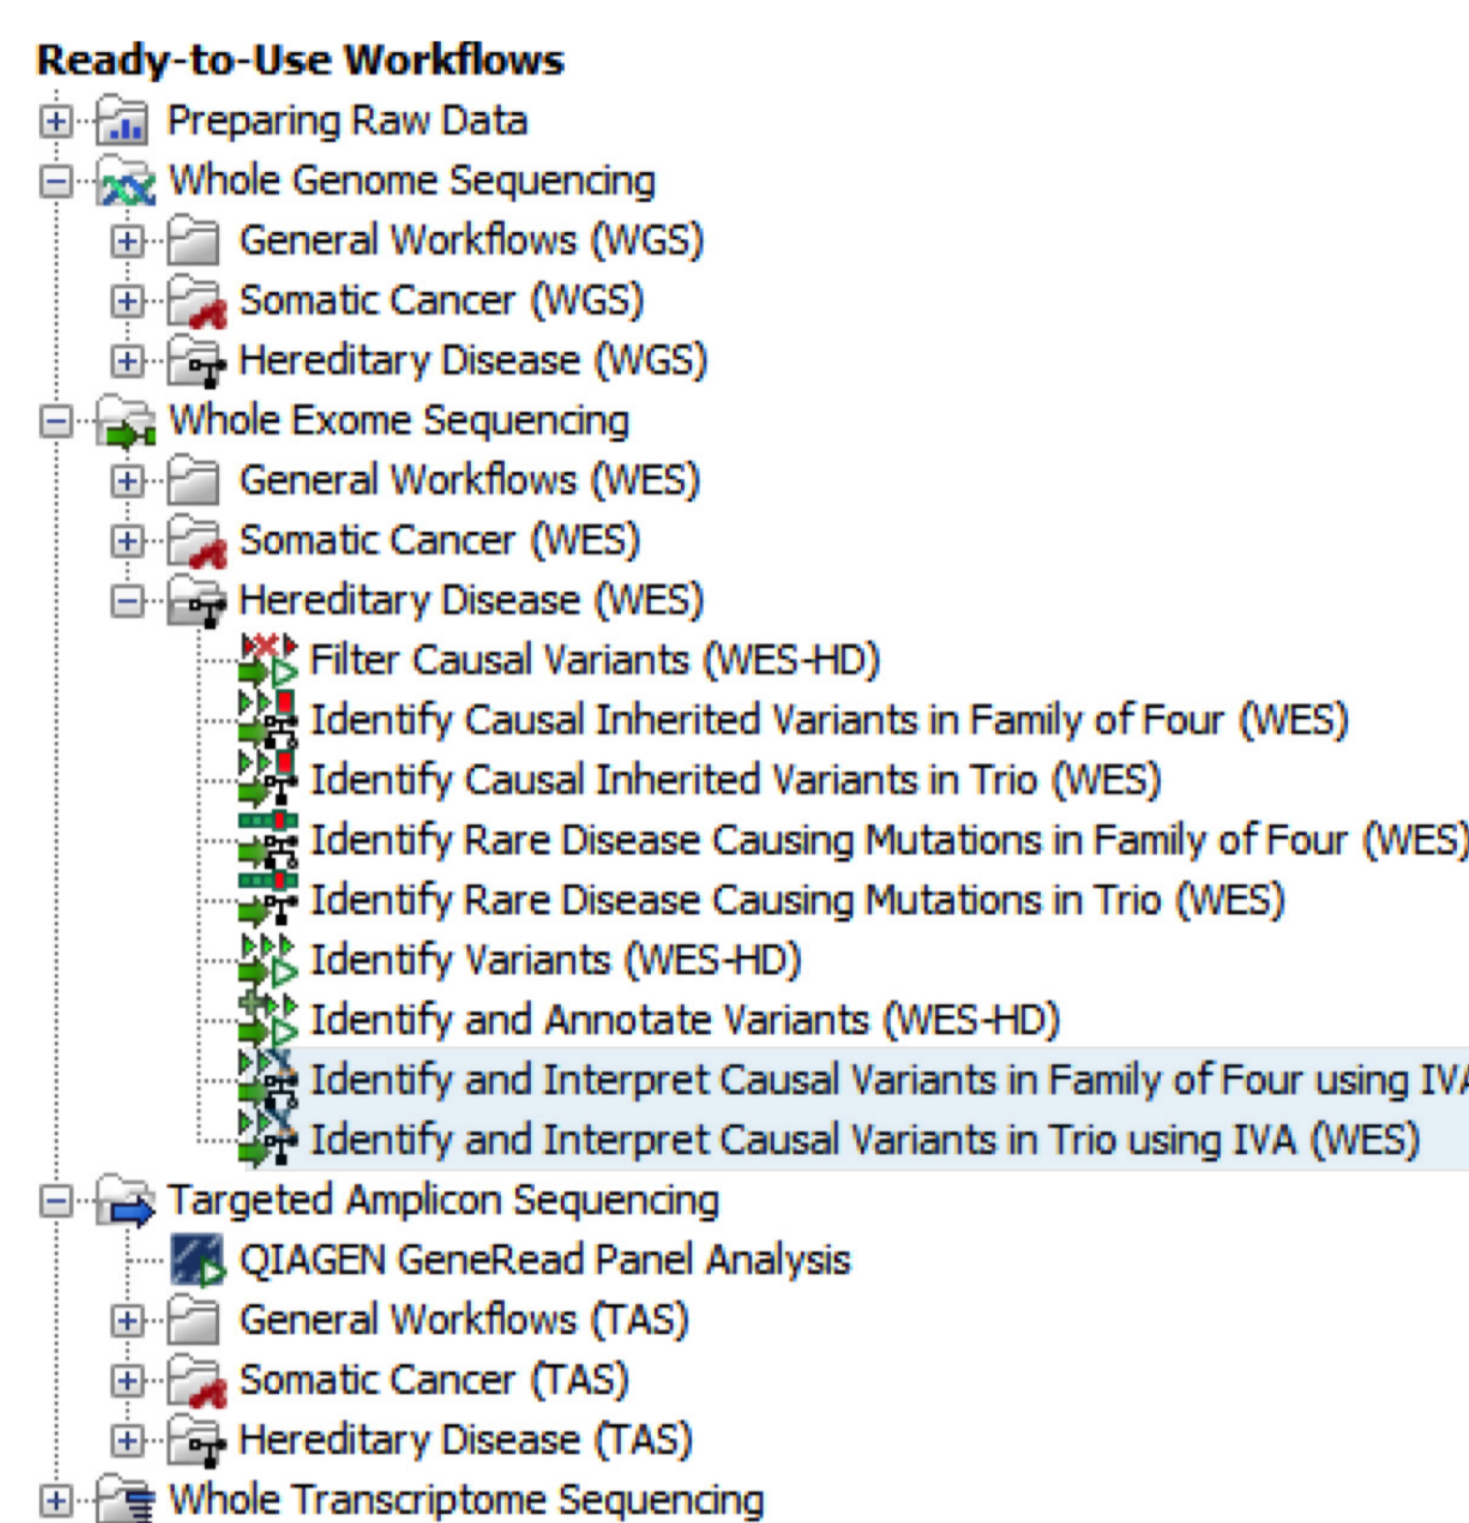 Ready-to-Use Workflows
Preparing Raw Data
Whole Genome Sequencing
General Workflows (WGS)
Somatic Cancer (WGS)
Hereditary Disease (WGS)
Whole Exome Sequencing
General Workflows (WES)
Somatic Cancer (WES)
Hereditary Disease (WES)
Filter Causal Variants (WES-HD)
Identify Causal Inherited Variants in Family of Four (WES)
Identify Causal Inherited Variants in Trio (WES)
Identify Rare Disease Causing Mutations in Family of Four (WES)
Identify Rare Disease Causing Mutations in Trio (WES)
Identify Variants (WES-HD)
Identify and Annotate Variants (WES-HD)
Identify and Interpret Causal Variants in Family of Four using IVA
Identify and Interpret Causal Variants in Trio using IVA (WES)
Targeted Amplicon Sequencing
QIAGEN GeneRead Panel Analysis
General Workflows (TAS)
Somatic Cancer (TAS)
Hereditary Disease (TAS)
Whole Transcriptome Sequencing